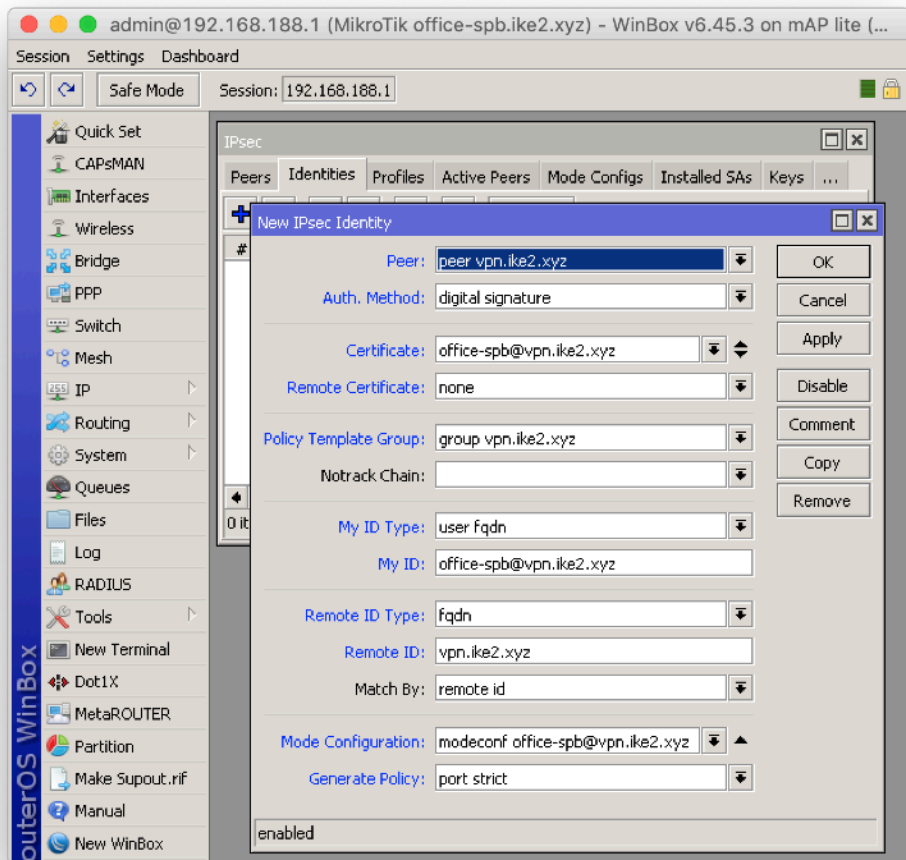 admin@192.168.188.1 (MikroTik office-spb.ike2.xyz) - WinBox v6.45.3 on mAP lite (...
Session Settings Dashboard
Safe Mode Session: 192.168.188.1
Quick Set
CAPsMAN
Interfaces
Wireless
Bridge
PPP
Switch
Mesh
255 IP
Routing
System
Queues
Files
Log
RADIUS
Tools
New Terminal
Dot1X
MetaROUTER
Partition
Make Supout.rif
Manual
New WinBox
outerOS WinBox
IPsec
Peers Identities Profiles Active Peers Mode Configs Installed SAs Keys ...
#
0 it
New IPsec Identity
Peer: peer vpn.ike2.xyz
Auth. Method: digital signature
Certificate: office-spb@vpn.ike2.xyz
Remote Certificate: none
Policy Template Group: group vpn.ike2.xyz
Notrack Chain:
My ID Type: user fqdn
My ID: office-spb@vpn.ike2.xyz
Remote ID Type: fqdn
Remote ID: vpn.ike2.xyz
Match By: remote id
Mode Configuration: modeconf office-spb@vpn.ike2.xyz
Generate Policy: port strict
enabled
OK
Cancel
Apply
Disable
Comment
Copy
Remove